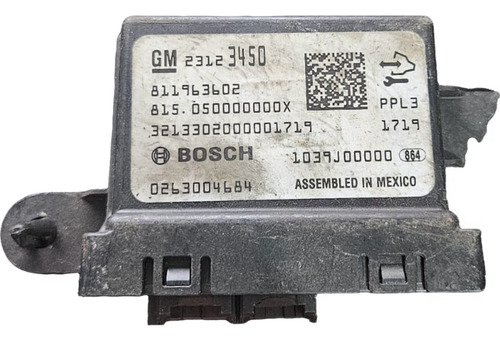 GM 2312 3450
811963602
815.050000000X PPL3
3213302000001719 1719
BOSCH 1039J00000 864
0263004684 ASSEMBLED IN MEXICO